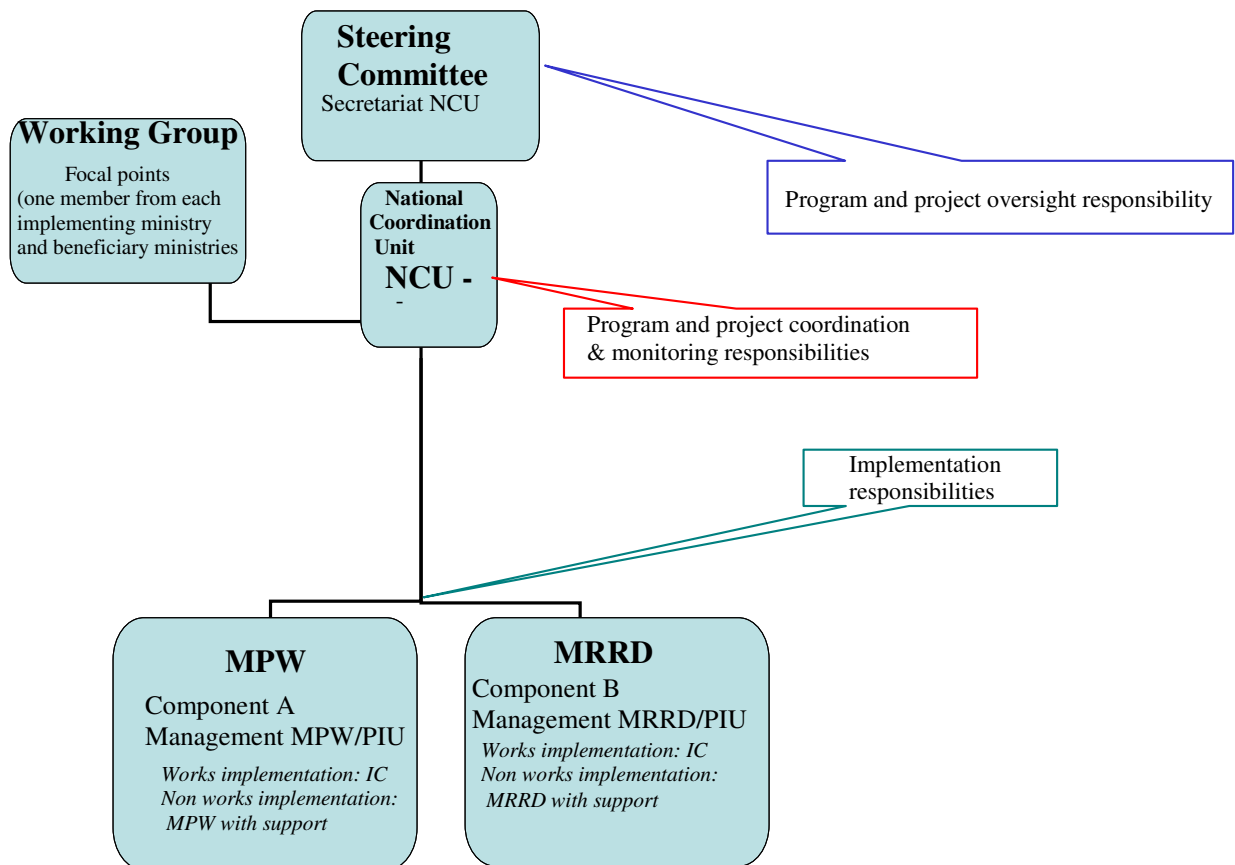 Steering
Committee
Secretariat NCU
Working Group
Focal points
(one member from each
implementing ministry
and beneficiary ministries
National
Coordination
Unit
NCU -
-
Program and project oversight responsibility
Program and project coordination
& monitoring responsibilities
Implementation
responsibilities
MPW
Component A
Management MPW/PIU
Works implementation: IC
Non works implementation:
MPW with support
MRRD
Component B
Management MRRD/PIU
Works implementation: IC
Non works implementation:
MRRD with support